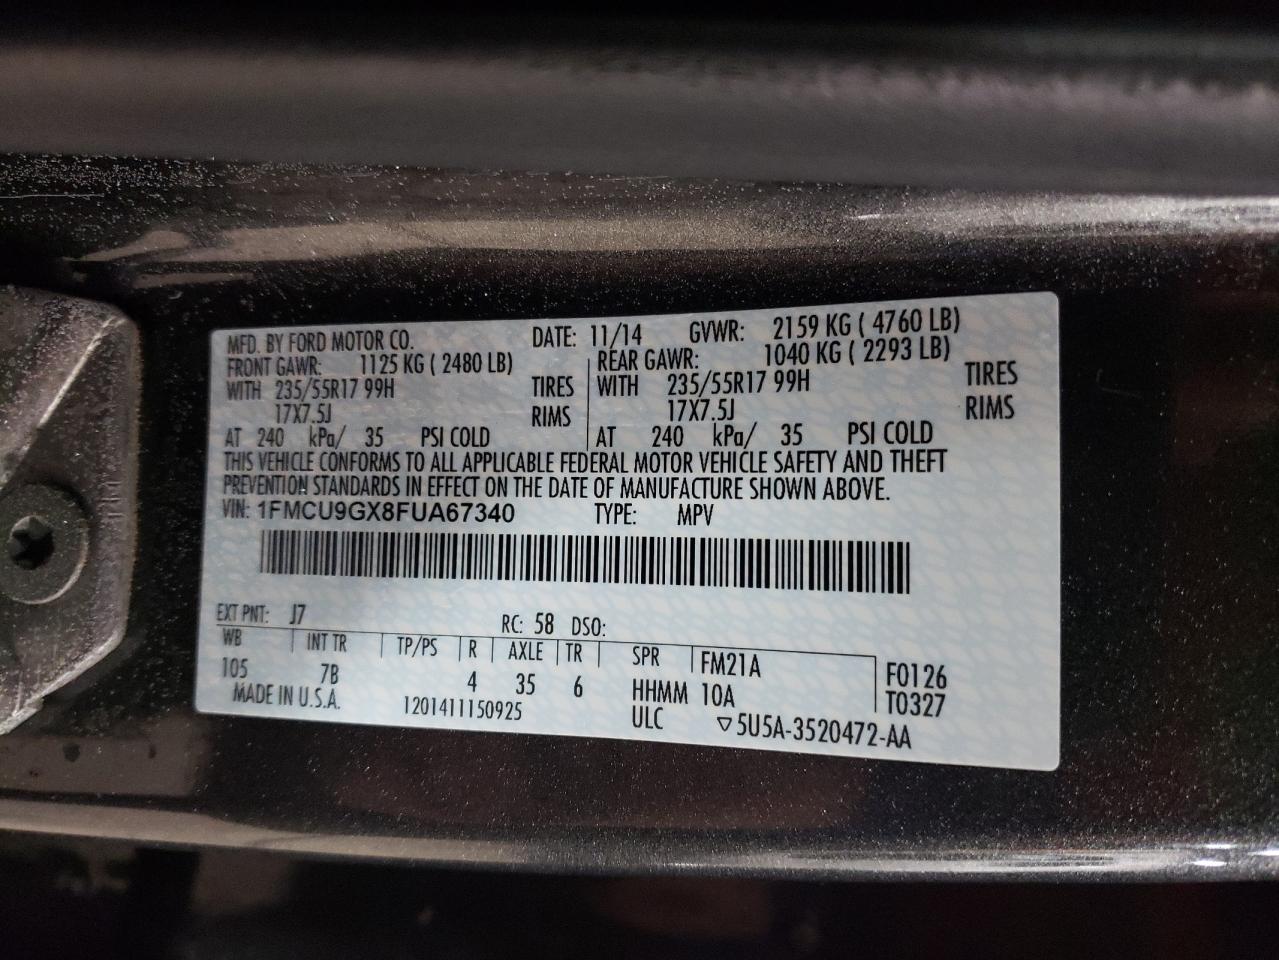 MFD. BY FORD MOTOR CO. DATE: 11/14 GVWR: 2159 KG ( 4760 LB)
FRONT GAWR: 1125 KG ( 2480 LB) REAR GAWR: 1040 KG ( 2293 LB)
WITH 235/55R17 99H TIRES WITH 235/55R17 99H TIRES
17X7.5J RIMS 17X7.5J RIMS
AT 240 kPa/ 35 PSI COLD AT 240 kPa/ 35 PSI COLD
THIS VEHICLE CONFORMS TO ALL APPLICABLE FEDERAL MOTOR VEHICLE SAFETY AND THEFT
PREVENTION STANDARDS IN EFFECT ON THE DATE OF MANUFACTURE SHOWN ABOVE.
VIN: 1FMCU9GX8FUA67340 TYPE: MPV
EXT PNT: J7 RC: 58 DSO:
WB INT TR TP/PS R AXLE TR SPR FM21A F0126
105 7B 4 35 6 HHMM 10A T0327
MADE IN U.S.A. 1201411150925 ULC ▽5U5A-3520472-AA